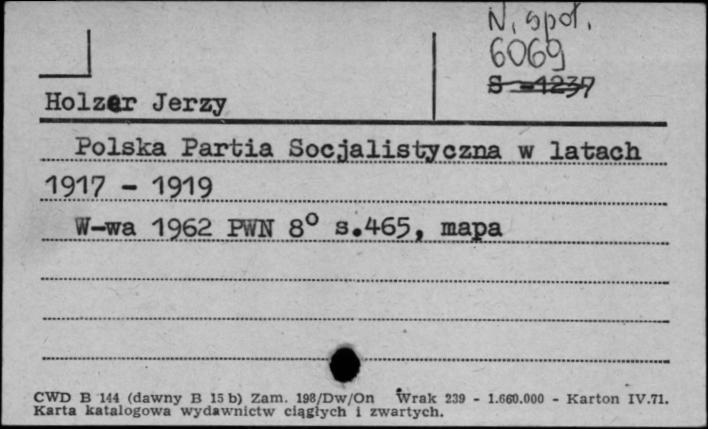 N. społ.
6069
S - 1237
Holzer Jerzy
Polska Partia Socjalistyczna w latach
1917 - 1919
W-wa 1962 PWN 8° s.465, mapa
CWD B 144 (dawny B 15 b) Zam. 198/Dw/On Wrak 239 - 1.660.000 - Karton IV.71.
Karta katalogowa wydawnictw ciągłych i zwartych.